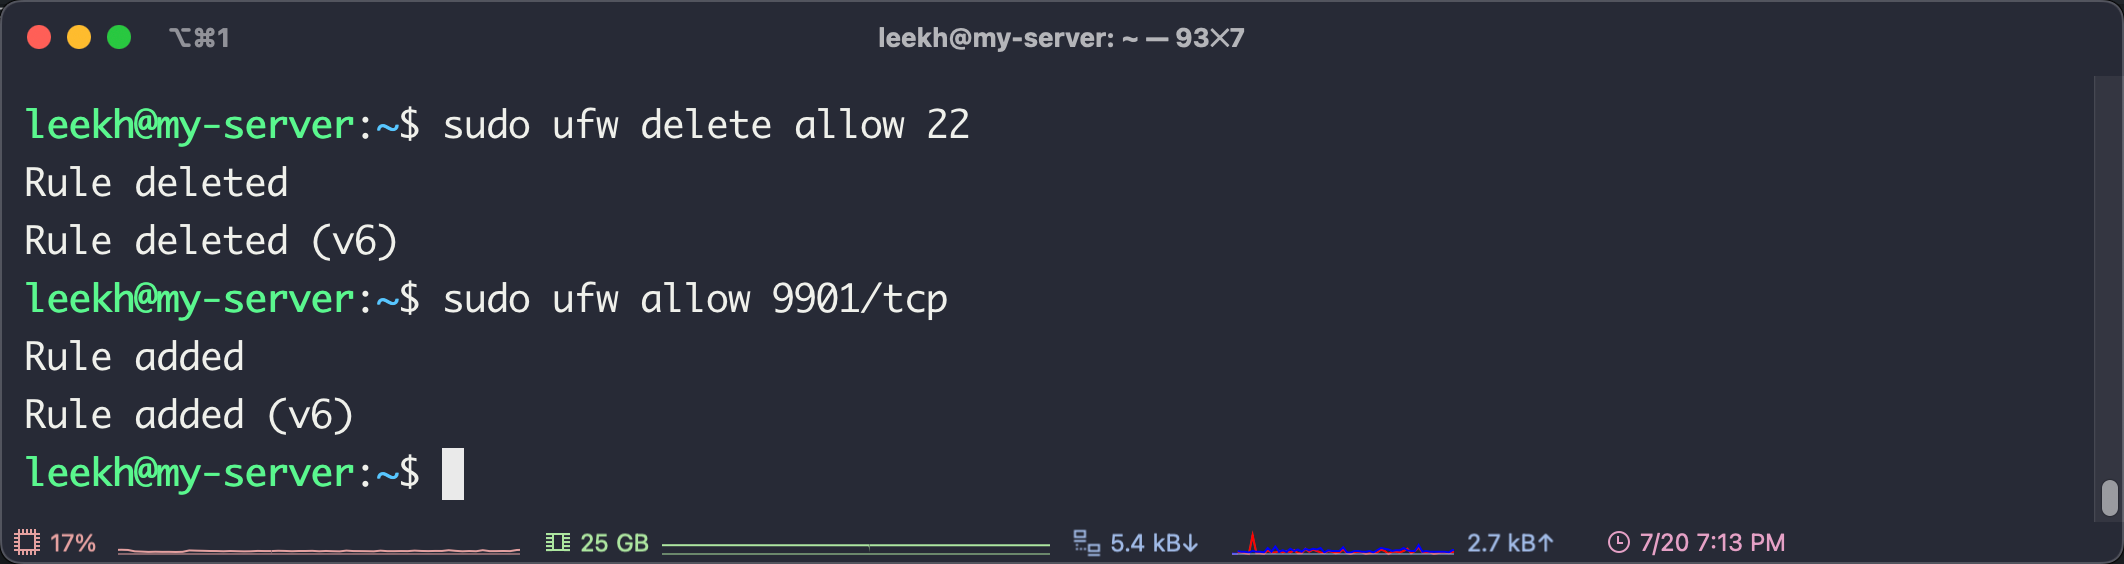 ⌥⌘1
leekh@my-server: ~ — 93⨯7
leekh@my-server:~$ sudo ufw delete allow 22
Rule deleted
Rule deleted (v6)
leekh@my-server:~$ sudo ufw allow 9901/tcp
Rule added
Rule added (v6)
leekh@my-server:~$
17% 25 GB 5.4 kB↓ 2.7 kB↑ 7/20 7:13 PM